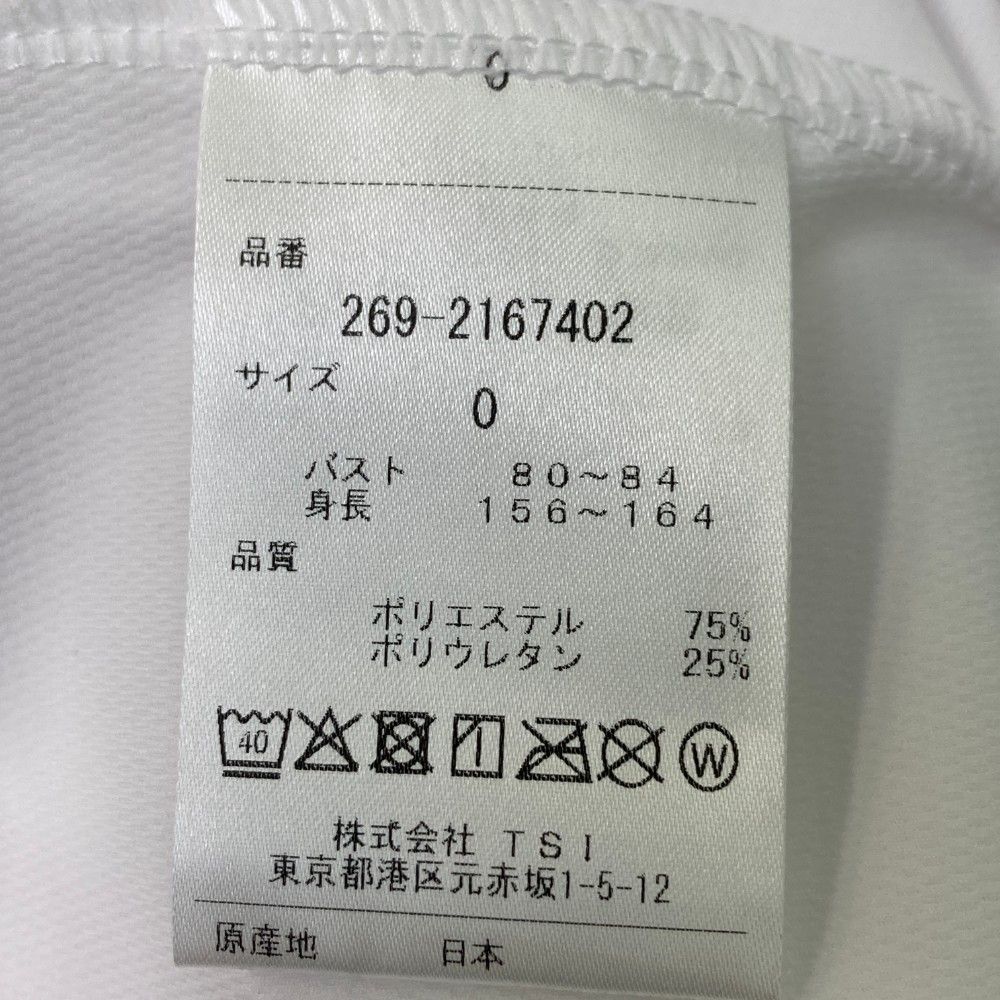 0
品番
269-2167402
サイズ
0
バスト 80~84
身長 156~164
品質
ポリエステル 75%
ポリウレタン 25%
40 W
株式会社 TSI
東京都港区元赤坂1-5-12
原産地 日本